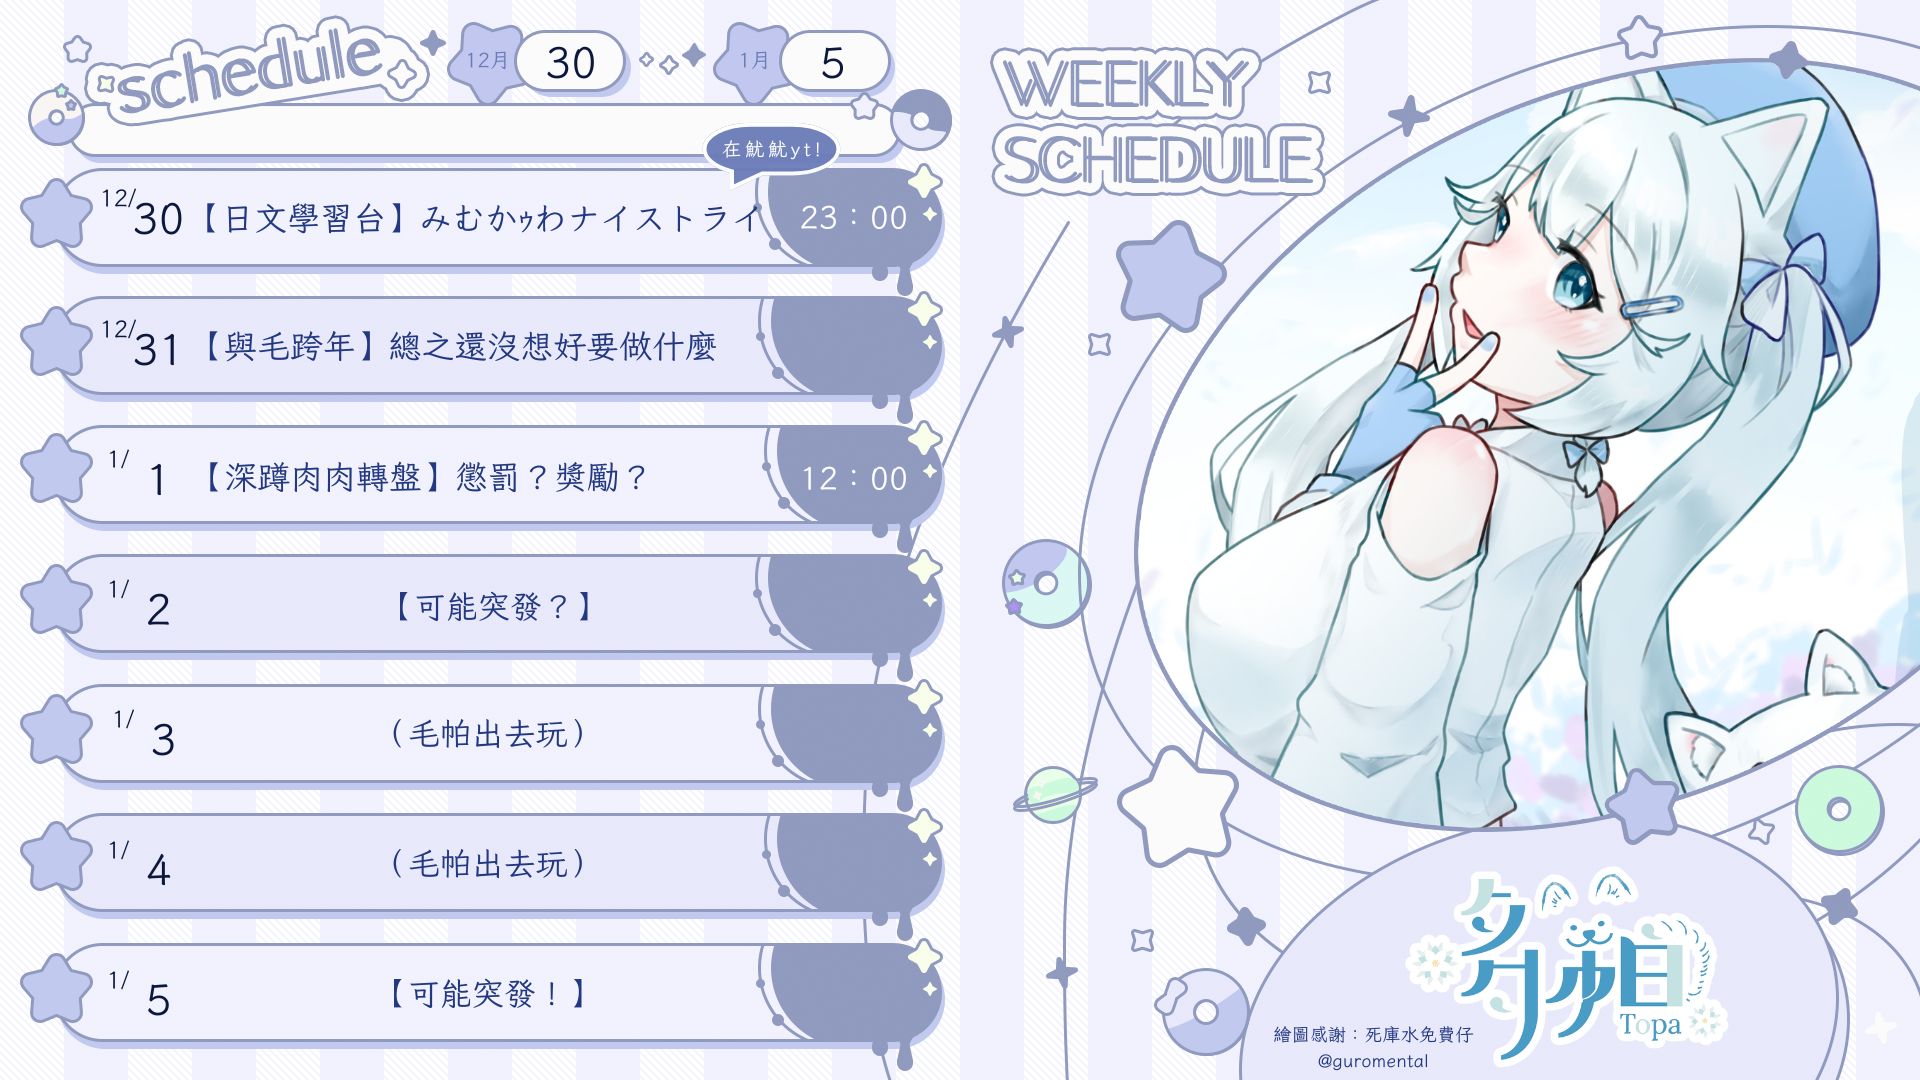 schedule
12月 30
1月 5
在魷魷yt!
12/30 【日文學習台】みむかｩわナイストライ 23：00
12/31 【與毛跨年】總之還沒想好要做什麼
1/1 【深蹲肉肉轉盤】懲罰？獎勵？ 12：00
1/2 【可能突發？】
1/3 （毛帕出去玩）
1/4 （毛帕出去玩）
1/5 【可能突發！】
WEEKLY
SCHEDULE
多帕
Topa
繪圖感謝：死庫水免費仔
@guromental